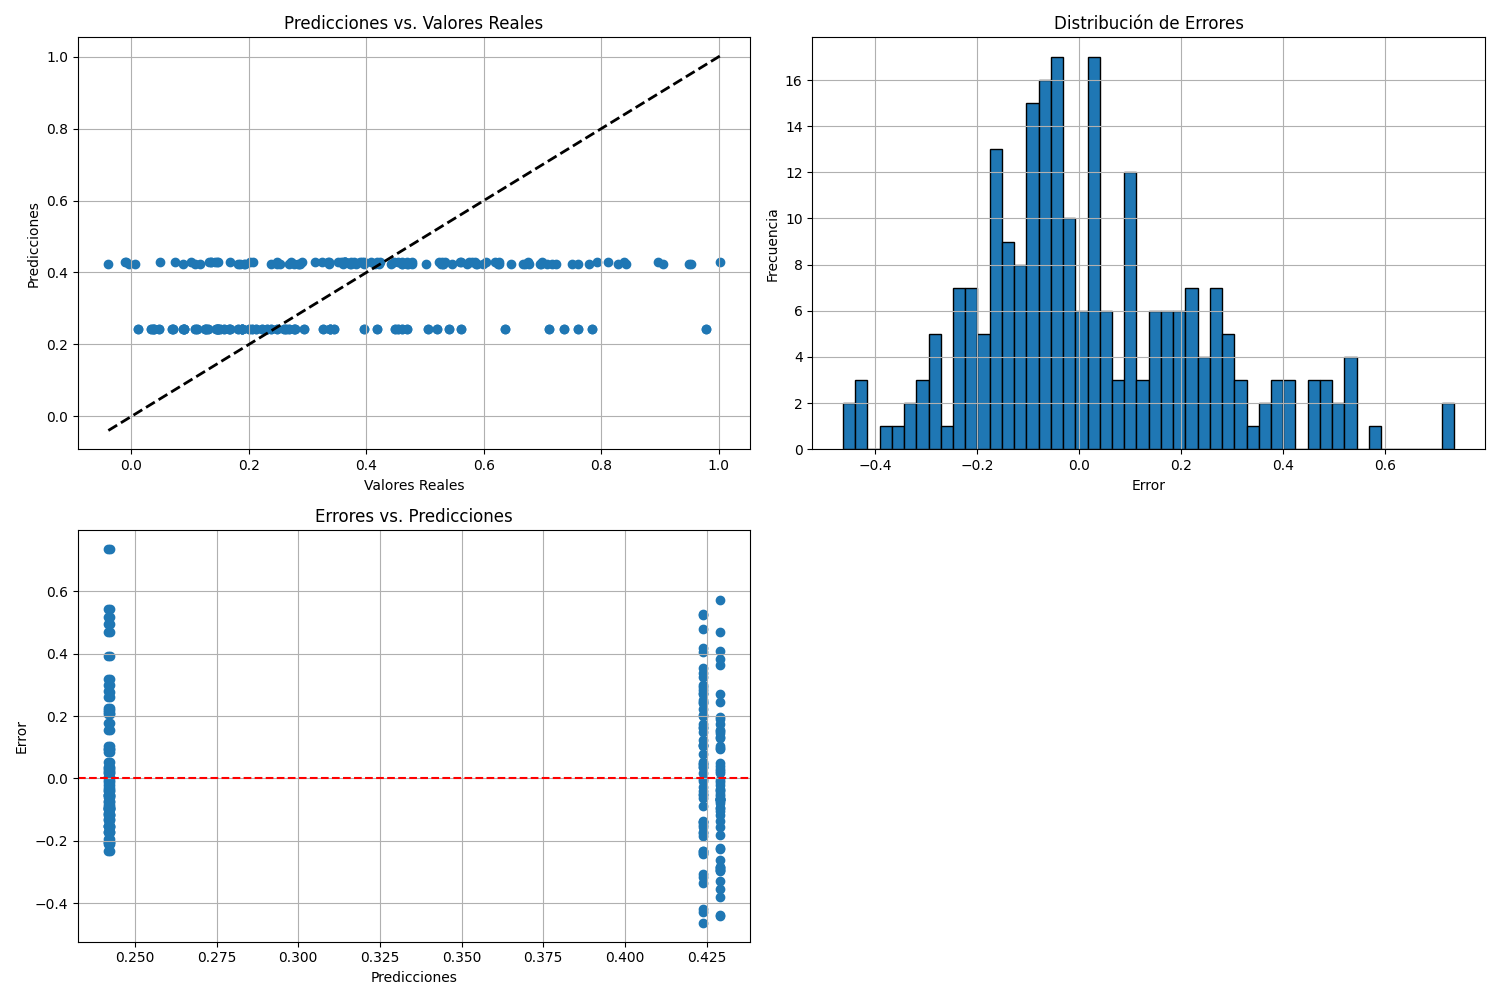 Predicciones vs. Valores Reales
Predicciones
1.0
0.8
0.6
0.4
0.2
0.0
0.0 0.2 0.4 0.6 0.8 1.0
Valores Reales
Distribución de Errores
Frecuencia
16
14
12
10
8
6
4
2
0
−0.4 −0.2 0.0 0.2 0.4 0.6
Error
Errores vs. Predicciones
Error
0.6
0.4
0.2
0.0
−0.2
−0.4
0.250 0.275 0.300 0.325 0.350 0.375 0.400 0.425
Predicciones